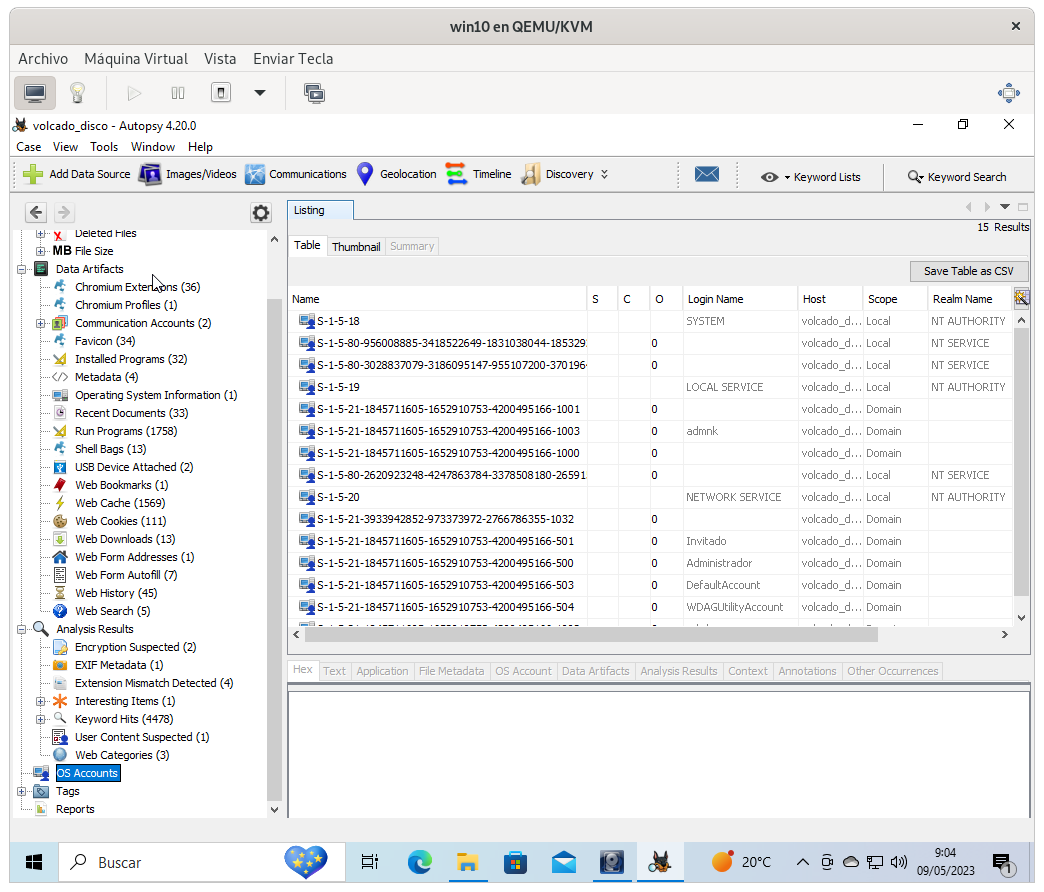 win10 en QEMU/KVM
Archivo Máquina Virtual Vista Enviar Tecla
volcado_disco - Autopsy 4.20.0
Case View Tools Window Help
Add Data Source Images/Videos Communications Geolocation Timeline Discovery Keyword Lists Keyword Search
Deleted Files
MB File Size
Data Artifacts
Chromium Extensions (36)
Chromium Profiles (1)
Communication Accounts (2)
Favicon (34)
Installed Programs (32)
Metadata (4)
Operating System Information (1)
Recent Documents (33)
Run Programs (1758)
Shell Bags (13)
USB Device Attached (2)
Web Bookmarks (1)
Web Cache (1569)
Web Cookies (111)
Web Downloads (13)
Web Form Addresses (1)
Web Form Autofill (7)
Web History (45)
Web Search (5)
Analysis Results
Encryption Suspected (2)
EXIF Metadata (1)
Extension Mismatch Detected (4)
Interesting Items (1)
Keyword Hits (4478)
User Content Suspected (1)
Web Categories (3)
OS Accounts
Tags
Reports
Listing
15 Results
Table Thumbnail Summary
Save Table as CSV
Name S C O Login Name Host Scope Realm Name
S-1-5-18 SYSTEM volcado_d... Local NT AUTHORITY
S-1-5-80-956008885-3418522649-1831038044-185329 0 volcado_d... Local NT SERVICE
S-1-5-80-3028837079-3186095147-955107200-370196 0 volcado_d... Local NT SERVICE
S-1-5-19 LOCAL SERVICE volcado_d... Local NT AUTHORITY
S-1-5-21-1845711605-1652910753-4200495166-1001 0 volcado_d... Domain
S-1-5-21-1845711605-1652910753-4200495166-1003 0 admnk volcado_d... Domain
S-1-5-21-1845711605-1652910753-4200495166-1000 0 volcado_d... Domain
S-1-5-80-2620923248-4247863784-3378508180-26591 0 volcado_d... Local NT SERVICE
S-1-5-20 NETWORK SERVICE volcado_d... Local NT AUTHORITY
S-1-5-21-3933942852-973373972-2766786355-1032 0 volcado_d... Domain
S-1-5-21-1845711605-1652910753-4200495166-501 0 Invitado volcado_d... Domain
S-1-5-21-1845711605-1652910753-4200495166-500 0 Administrador volcado_d... Domain
S-1-5-21-1845711605-1652910753-4200495166-503 0 DefaultAccount volcado_d... Domain
S-1-5-21-1845711605-1652910753-4200495166-504 0 WDAGUtilityAccount volcado_d... Domain
Hex Text Application File Metadata OS Account Data Artifacts Analysis Results Context Annotations Other Occurrences
Buscar
20°C
9:04
09/05/2023
1